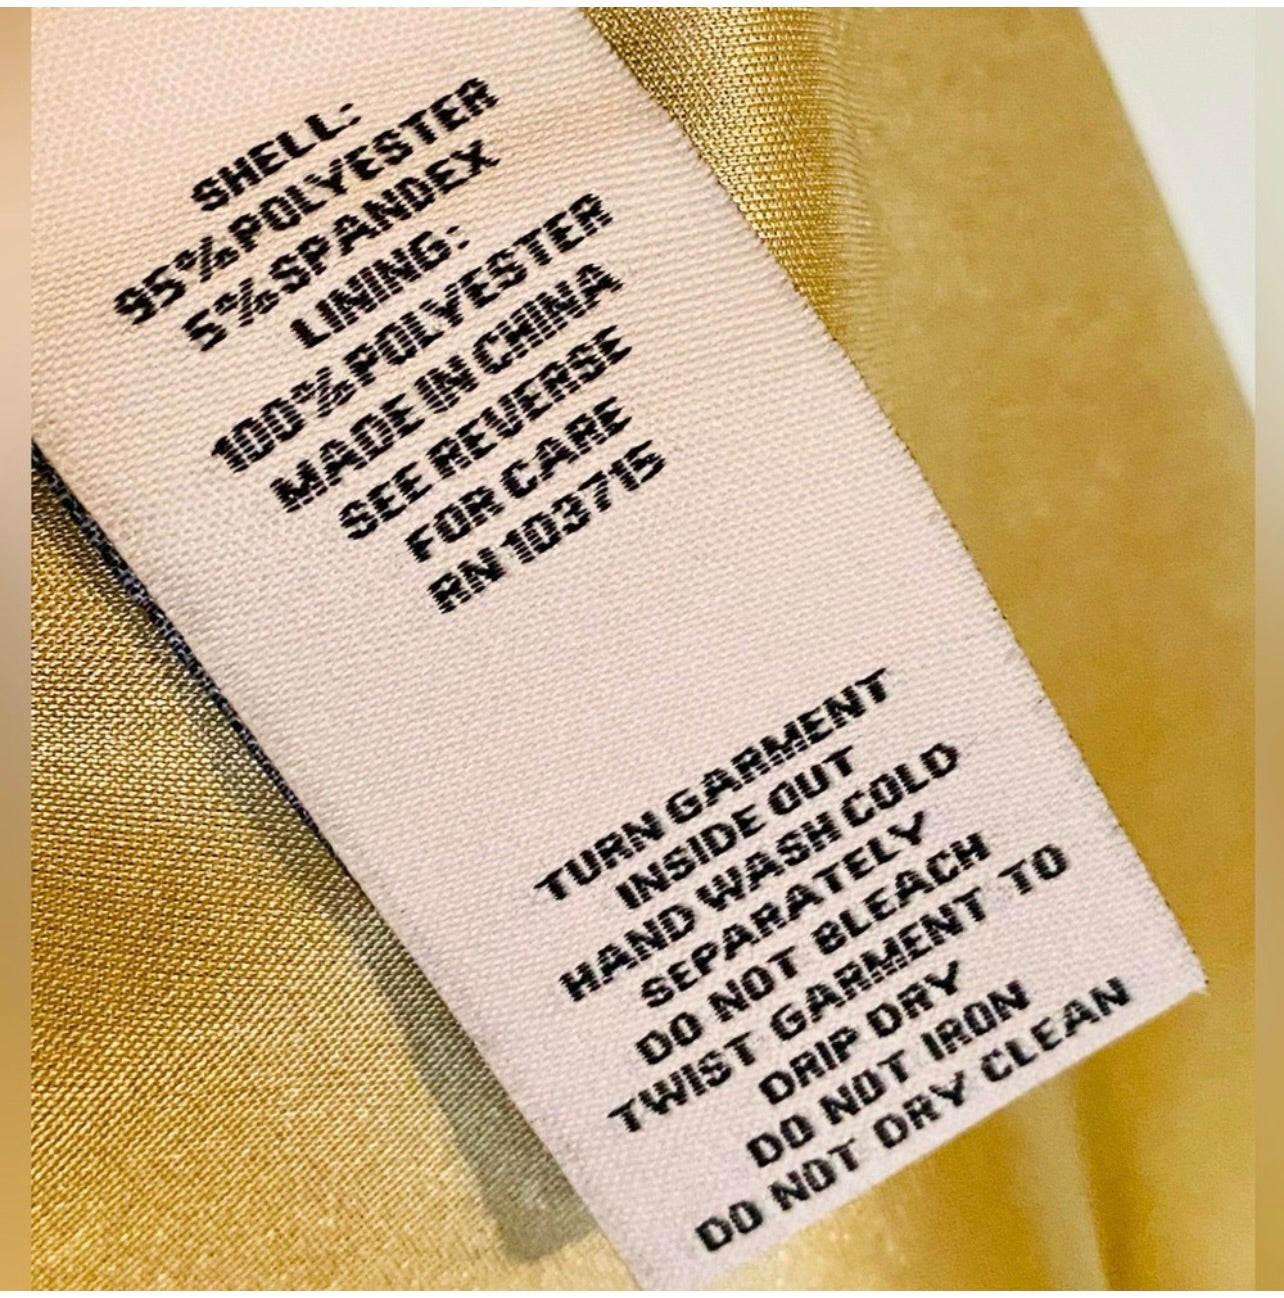 SHELL:
95%POLYESTER
5%SPANDEX
LINING:
100%POLYESTER
MADE IN CHINA
SEE REVERSE
FOR CARE
RN 103715
TURN GARMENT
INSIDE OUT
HAND WASH COLD
SEPARATELY
DO NOT BLEACH
TWIST GARMENT TO
DRIP DRY
DO NOT IRON
DO NOT DRY CLEAN